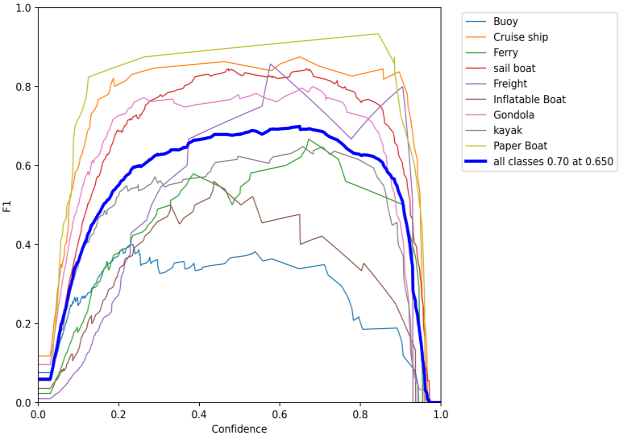 1.0
0.8
0.6
0.4
0.2
0.0
F1
0.0 0.2 0.4 0.6 0.8 1.0
Confidence
Buoy
Cruise ship
Ferry
sail boat
Freight
Inflatable Boat
Gondola
kayak
Paper Boat
all classes 0.70 at 0.650